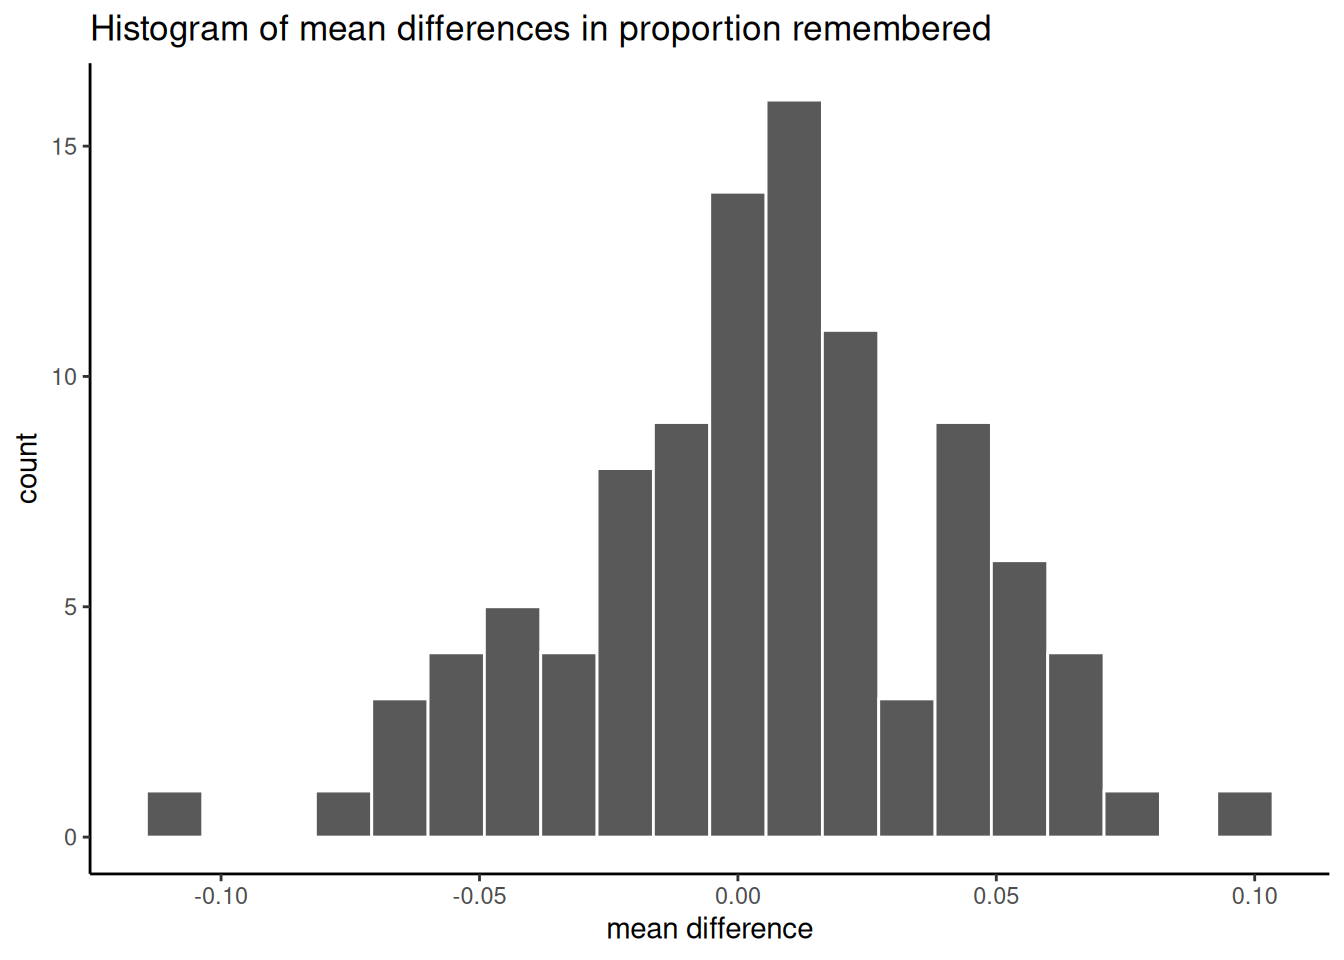 Histogram of mean differences in proportion remembered
15
10
5
0
count
-0.10 -0.05 0.00 0.05 0.10
mean difference